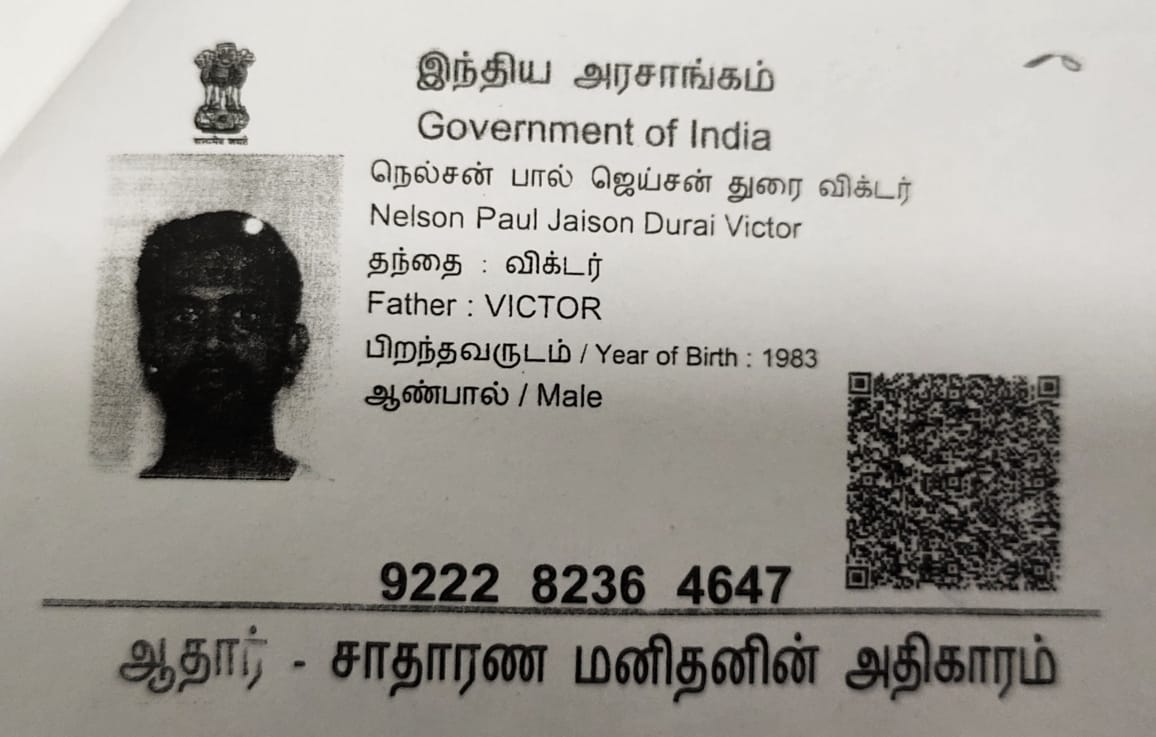 இந்திய அரசாங்கம்
Government of India
நெல்சன் பால் ஜெய்சன் துரை விக்டர்
Nelson Paul Jaison Durai Victor
தந்தை : விக்டர்
Father : VICTOR
பிறந்தவருடம் / Year of Birth : 1983
ஆண்பால் / Male
9222 8236 4647
ஆதார் - சாதாரண மனிதனின் அதிகாரம்